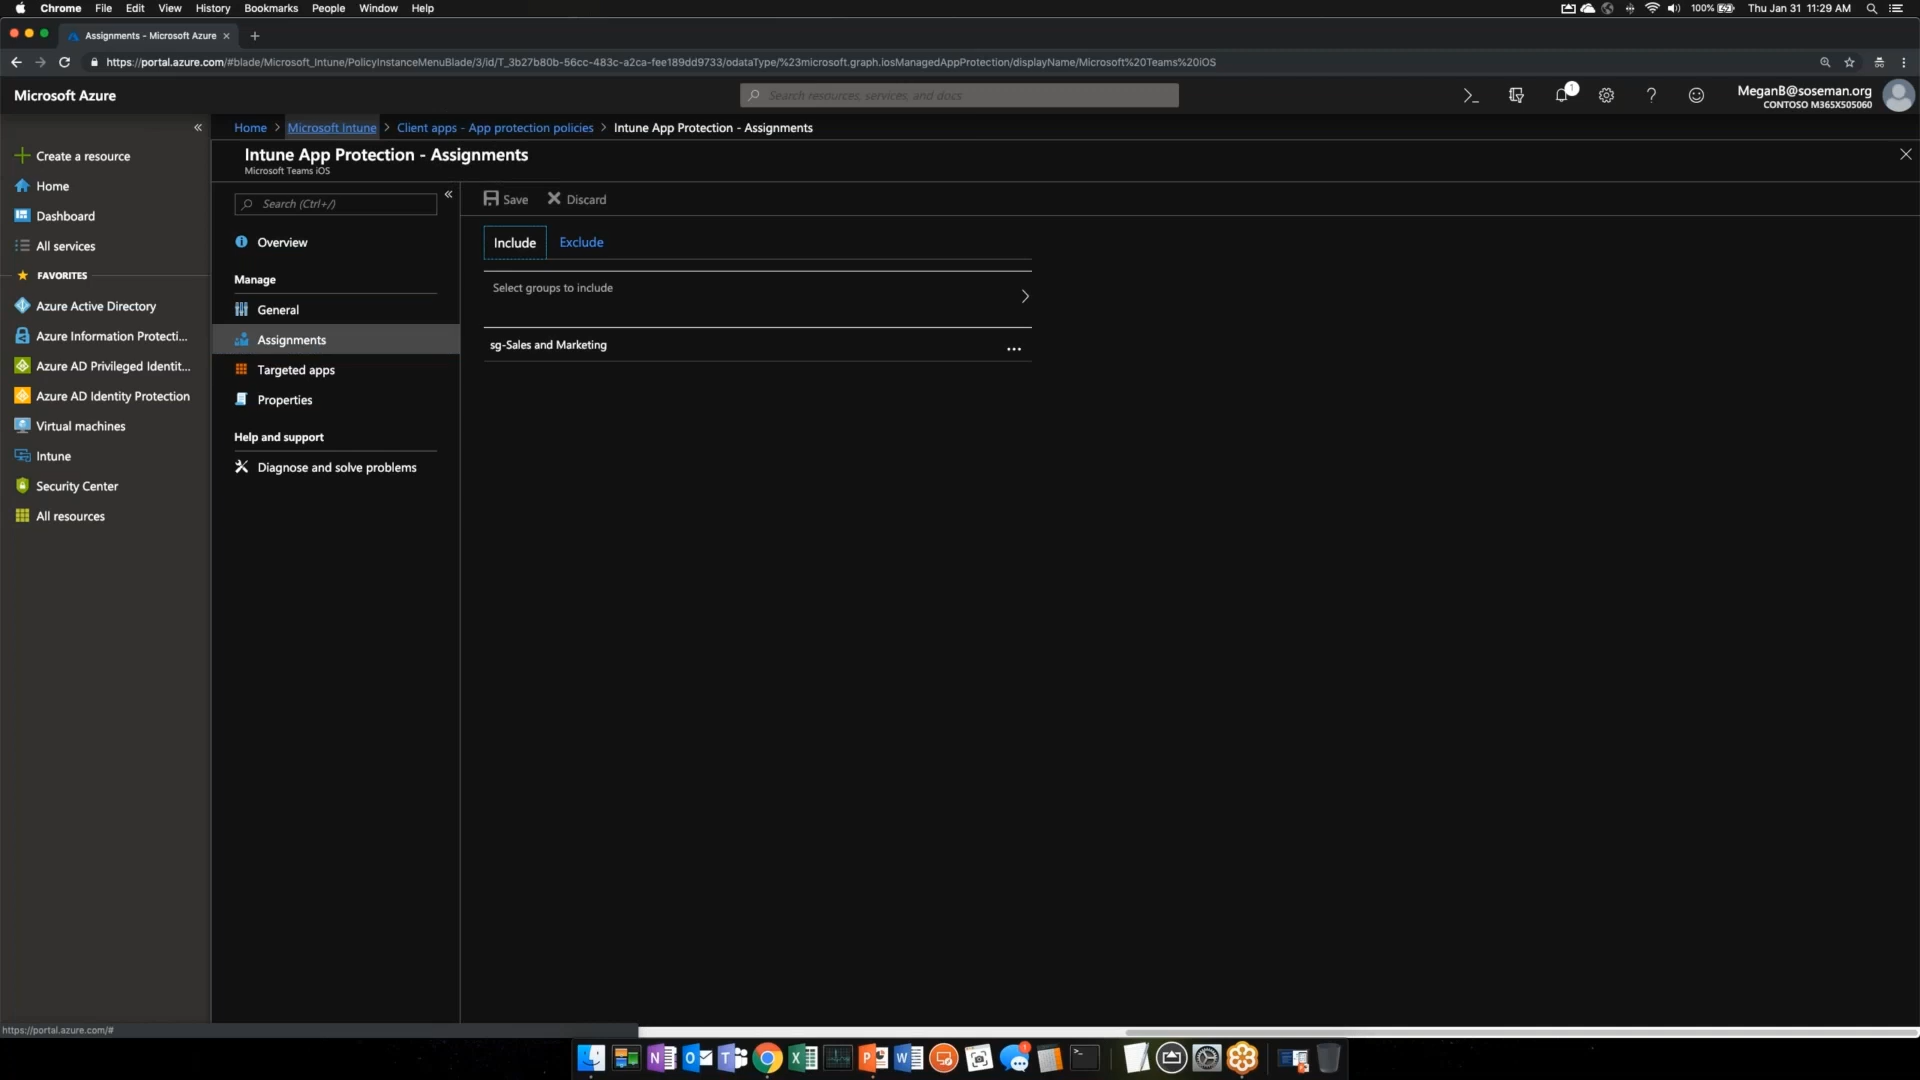 Chrome File Edit View History Bookmarks People Window Help 100% Thu Jan 31 11:29 AM
Assignments - Microsoft Azure
https://portal.azure.com/#blade/Microsoft_Intune/PolicyInstanceMenuBlade/3/id/T_3b27b80b-56cc-483c-a2ca-fee189dd9733/odataType/%23microsoft.graph.iosManagedAppProtection/displayName/Microsoft%20Teams%20iOS
Microsoft Azure
Search resources, services, and docs
1
MeganB@soseman.org
CONTOSO M365X505060
Home > Microsoft Intune > Client apps - App protection policies > Intune App Protection - Assignments
Intune App Protection - Assignments
Microsoft Teams iOS
Create a resource
Home
Dashboard
All services
FAVORITES
Azure Active Directory
Azure Information Protecti...
Azure AD Privileged Identit...
Azure AD Identity Protection
Virtual machines
Intune
Security Center
All resources
Search (Ctrl+/)
Overview
Manage
General
Assignments
Targeted apps
Properties
Help and support
Diagnose and solve problems
Save Discard
Include Exclude
Select groups to include
sg-Sales and Marketing
...
https://portal.azure.com/#